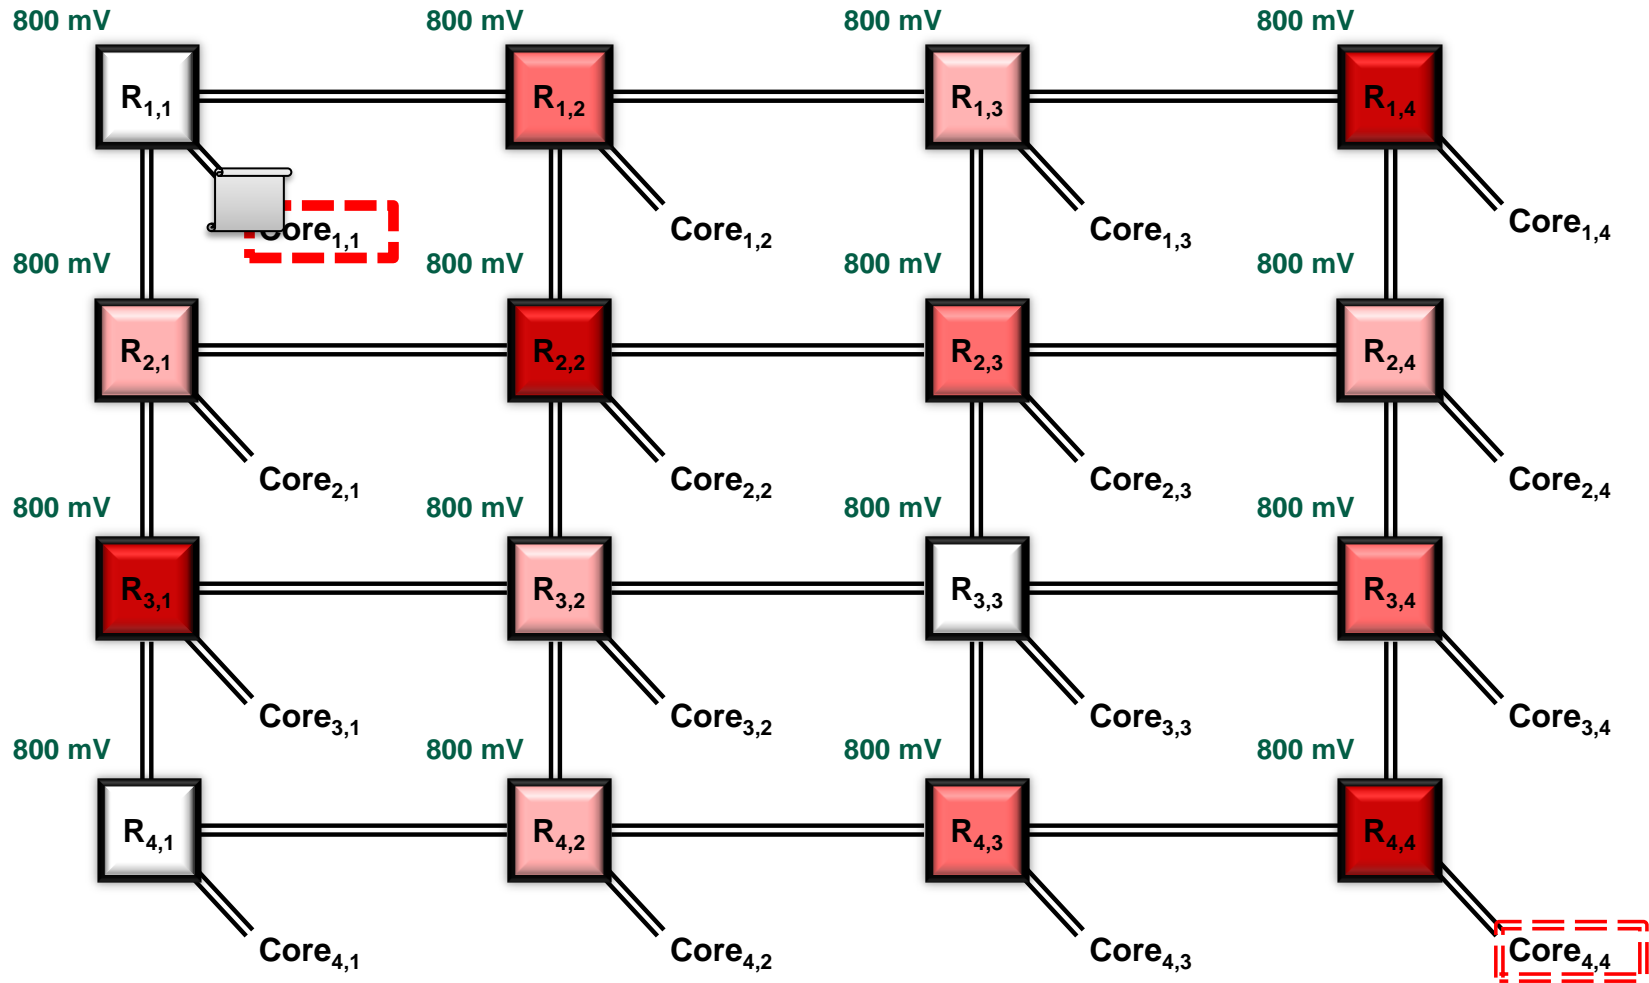 800 mV 800 mV 800 mV 800 mV
R1,1 R1,2 R1,3 R1,4
Core1,1 Core1,2 Core1,3 Core1,4
800 mV 800 mV 800 mV 800 mV
R2,1 R2,2 R2,3 R2,4
Core2,1 Core2,2 Core2,3 Core2,4
800 mV 800 mV 800 mV 800 mV
R3,1 R3,2 R3,3 R3,4
Core3,1 Core3,2 Core3,3 Core3,4
800 mV 800 mV 800 mV 800 mV
R4,1 R4,2 R4,3 R4,4
Core4,1 Core4,2 Core4,3 Core4,4